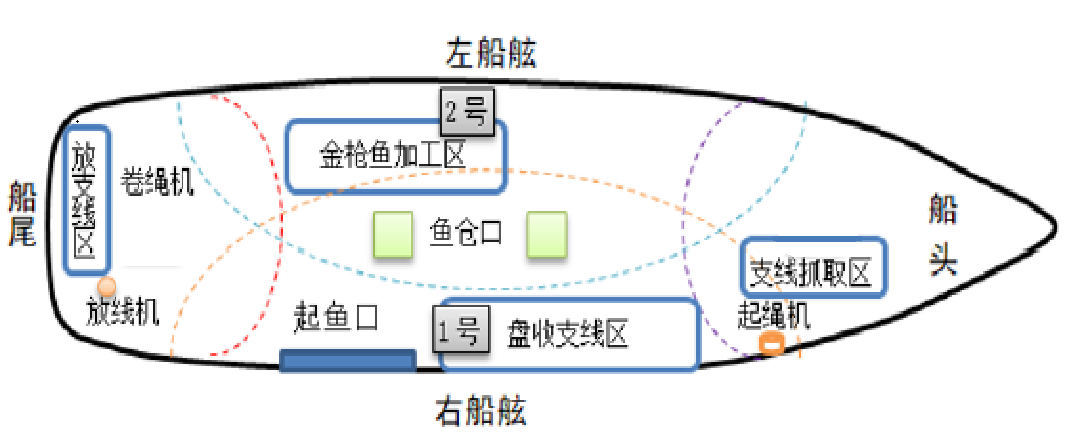 左船舷
2号
金枪鱼加工区
放支线区
卷绳机
船尾
鱼仓口
船头
支线抓取区
放线机
起鱼口
1号
盘收支线区
起绳机
右船舷